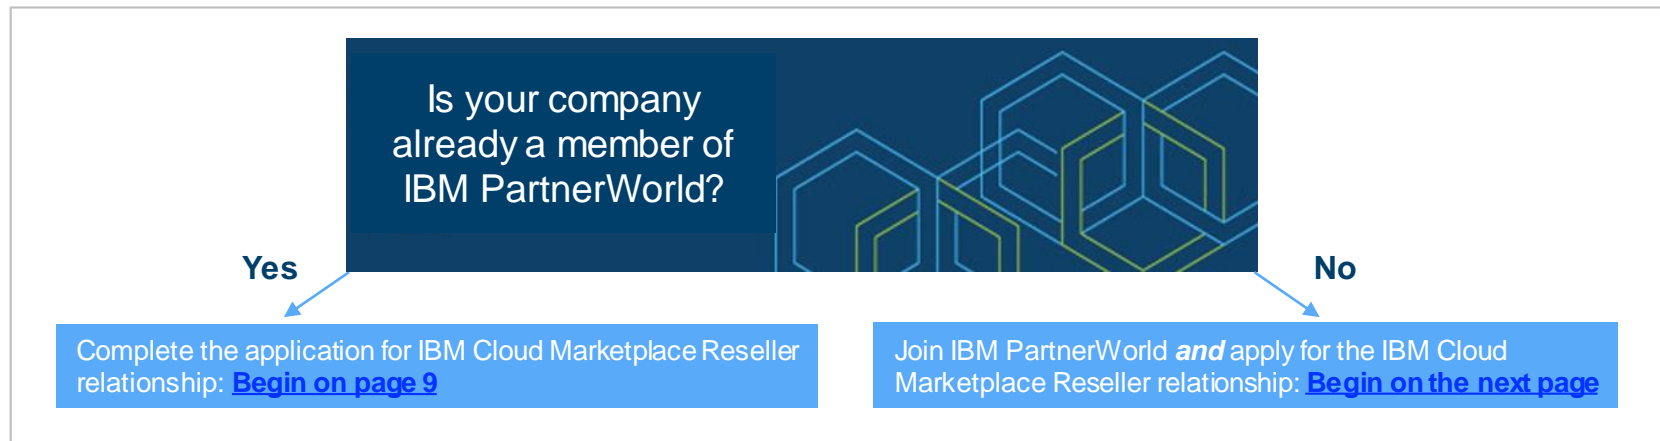 Is your company
already a member of
IBM PartnerWorld?
Yes
No
Complete the application for IBM Cloud Marketplace Reseller
relationship: Begin on page 9
Join IBM PartnerWorld and apply for the IBM Cloud
Marketplace Reseller relationship: Begin on the next page